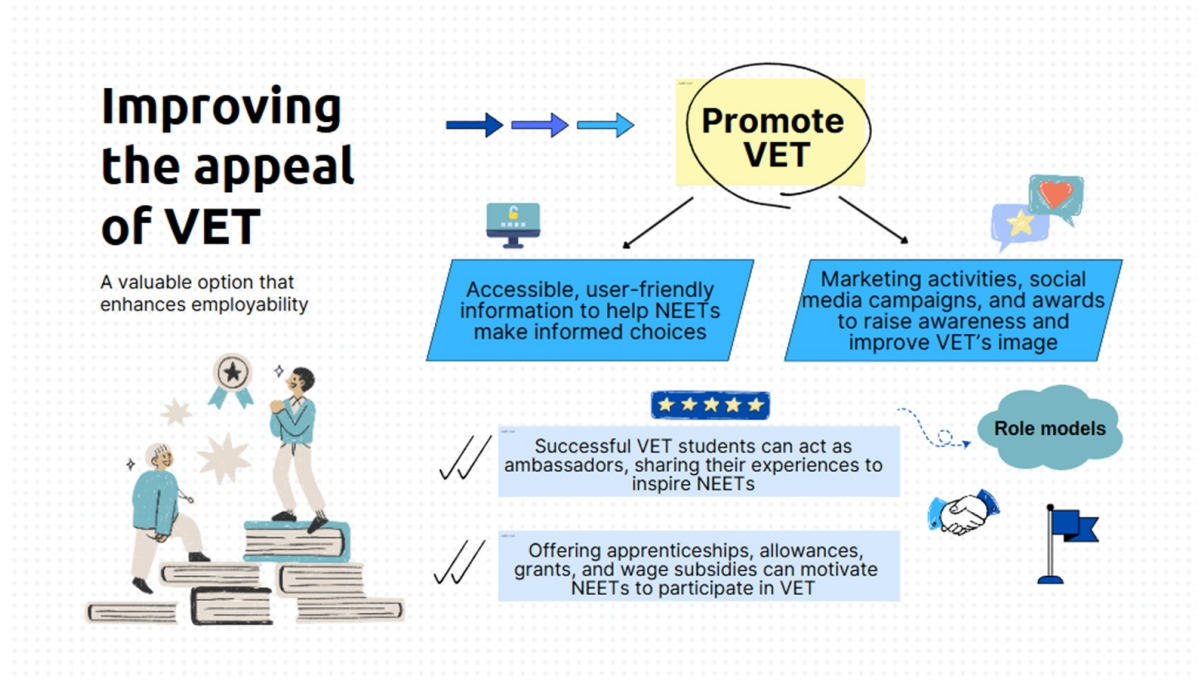 Improving
the appeal
of VET
A valuable option that
enhances employability
Promote
VET
Accessible, user-friendly
information to help NEETs
make informed choices
Marketing activities, social
media campaigns, and awards
to raise awareness and
improve VET's image
Successful VET students can act as
ambassadors, sharing their experiences to
inspire NEETs
Role models
Offering apprenticeships, allowances,
grants, and wage subsidies can motivate
NEETs to participate in VET